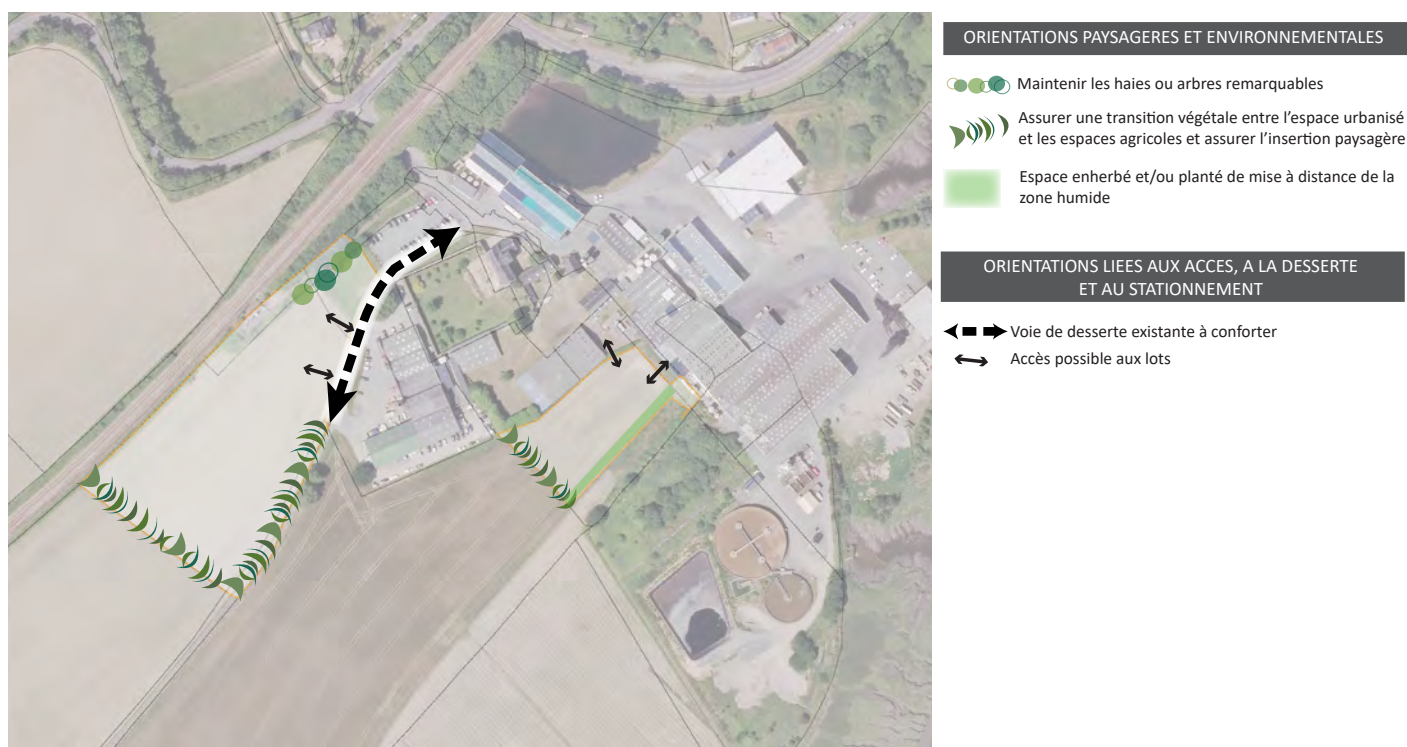 ORIENTATIONS PAYSAGERES ET ENVIRONNEMENTALES
Maintenir les haies ou arbres remarquables
Assurer une transition végétale entre l'espace urbanisé
et les espaces agricoles et assurer l'insertion paysagère
Espace enherbé et/ou planté de mise à distance de la
zone humide
ORIENTATIONS LIEES AUX ACCES, A LA DESSERTE
ET AU STATIONNEMENT
Voie de desserte existante à conforter
Accès possible aux lots